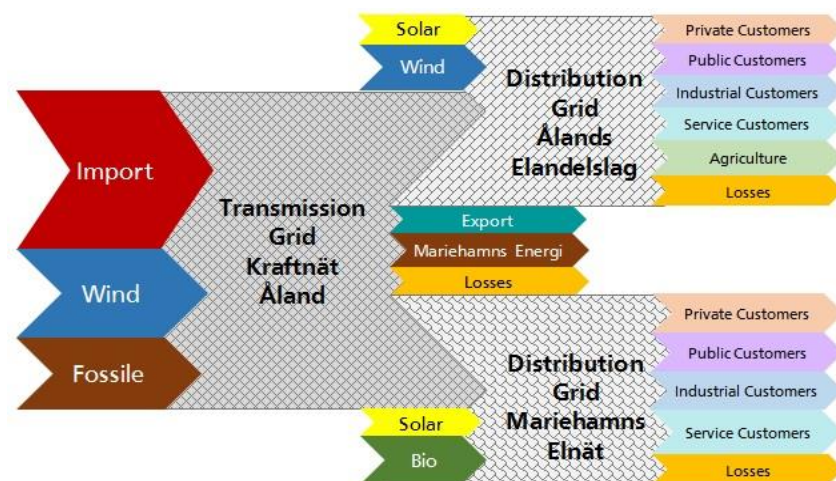 Solar
Wind
Import
Wind
Fossile
Transmission
Grid
Kraftnät
Åland
Distribution
Grid
Ålands
Elandelslag
Private Customers
Public Customers
Industrial Customers
Service Customers
Agriculture
Losses
Export
Mariehamns Energi
Losses
Solar
Bio
Distribution
Grid
Mariehamns
Elnät
Private Customers
Public Customers
Industrial Customers
Service Customers
Losses